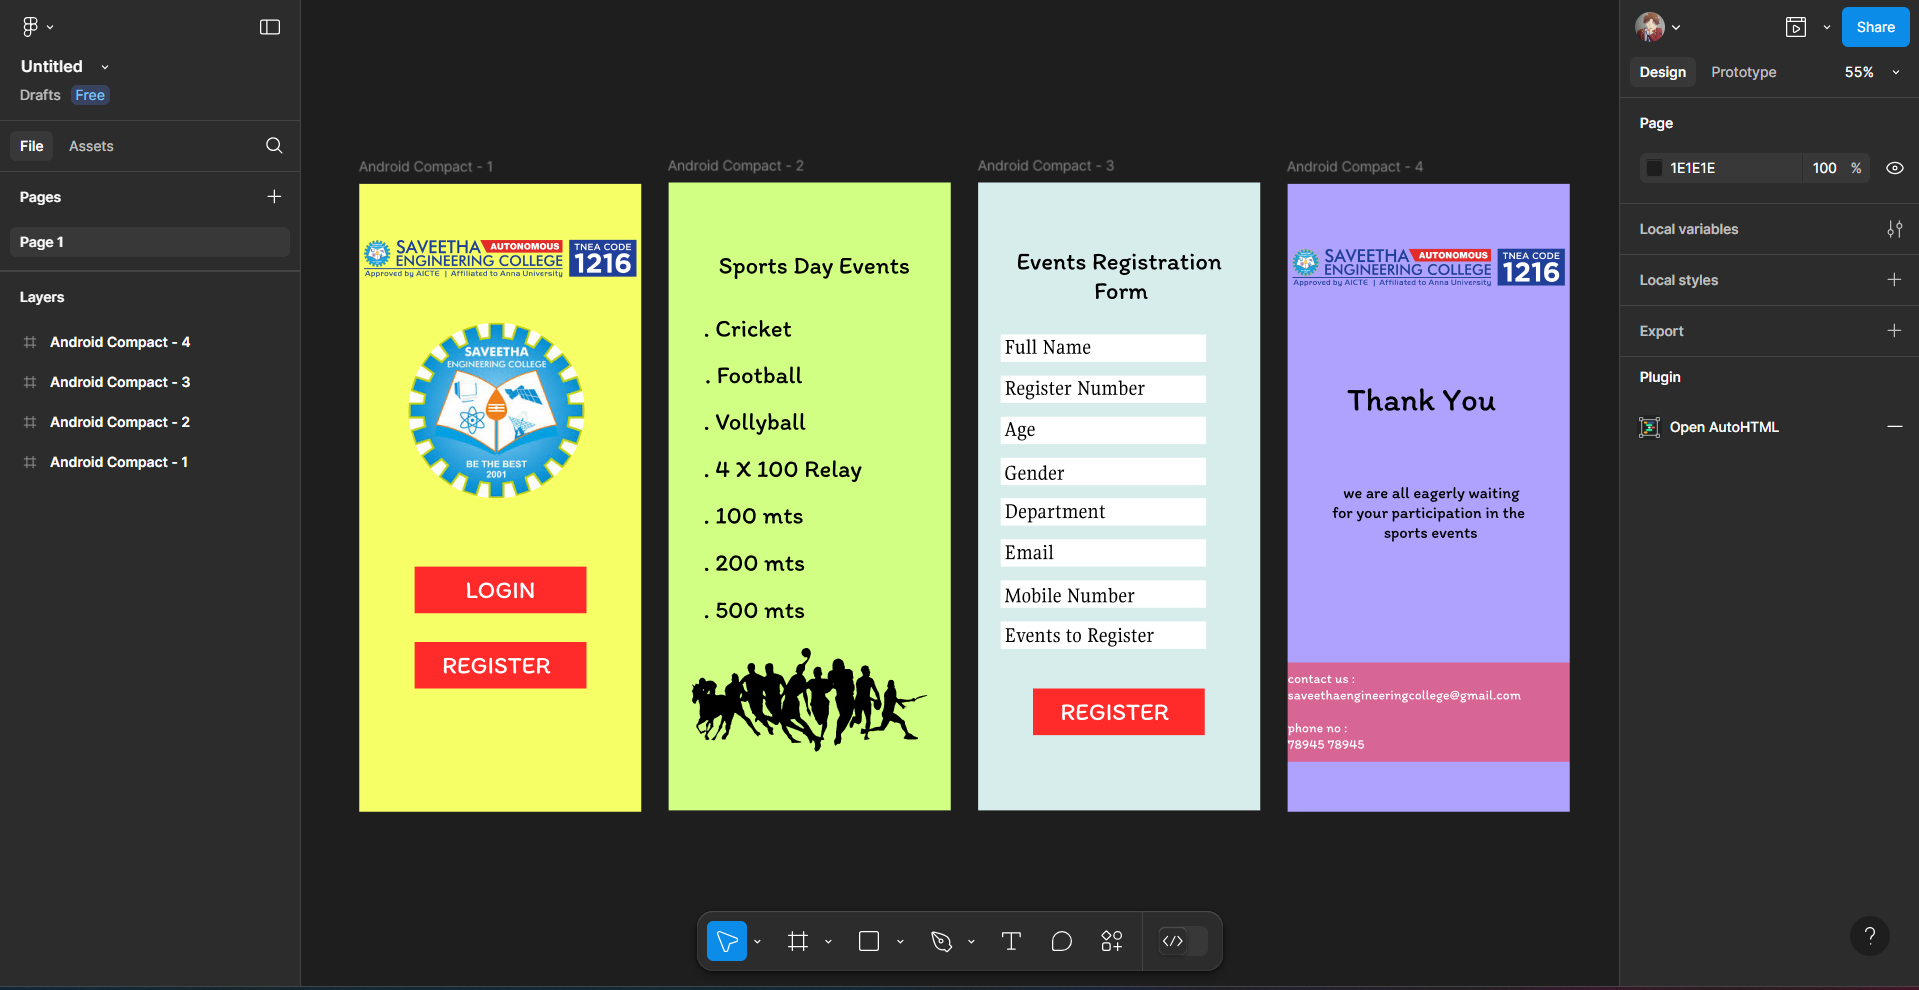 Untitled
Drafts Free
File Assets
Pages
Page 1
Layers
Android Compact - 4
Android Compact - 3
Android Compact - 2
Android Compact - 1
Android Compact - 1
SAVEETHA AUTONOMOUS
ENGINEERING COLLEGE
Approved by AICTE | Affiliated to Anna University
TNEA CODE
1216
SAVEETHA
ENGINEERING COLLEGE
BE THE BEST
2001
LOGIN
REGISTER
Android Compact - 2
Sports Day Events
. Cricket
. Football
. Vollyball
. 4 X 100 Relay
. 100 mts
. 200 mts
. 500 mts
Android Compact - 3
Events Registration
Form
Full Name
Register Number
Age
Gender
Department
Email
Mobile Number
Events to Register
REGISTER
Android Compact - 4
SAVEETHA AUTONOMOUS
ENGINEERING COLLEGE
Approved by AICTE | Affiliated to Anna University
TNEA CODE
1216
Thank You
we are all eagerly waiting
for your participation in the
sports events
contact us :
saveethaengineeringcollege@gmail.com
phone no :
78945 78945
Share
Design Prototype 55%
Page
1E1E1E 100 %
Local variables
Local styles
Export
Plugin
Open AutoHTML
?